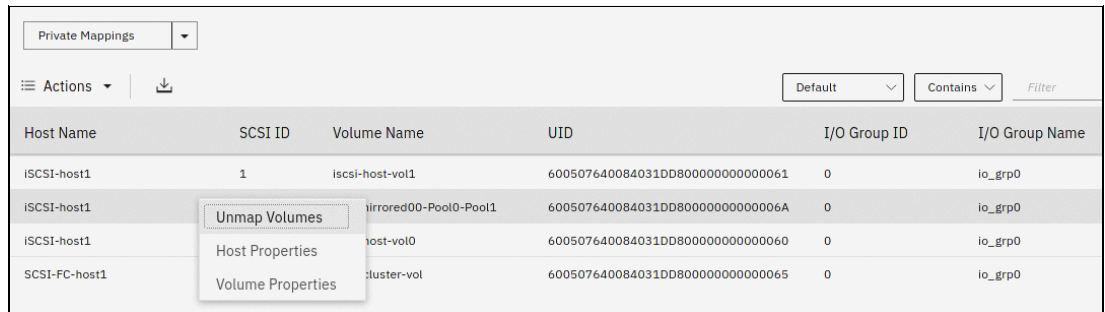 Private Mappings
Actions
Default Contains Filter
Host Name SCSI ID Volume Name UID I/O Group ID I/O Group Name
iSCSI-host1 1 iscsi-host-vol1 600507640084031DD800000000000061 0 io_grp0
iSCSI-host1 irrored00-Pool0-Pool1 600507640084031DD80000000000006A 0 io_grp0
Unmap Volumes
iSCSI-host1 ost-vol0 600507640084031DD800000000000060 0 io_grp0
Host Properties
SCSI-FC-host1 cluster-vol 600507640084031DD800000000000065 0 io_grp0
Volume Properties